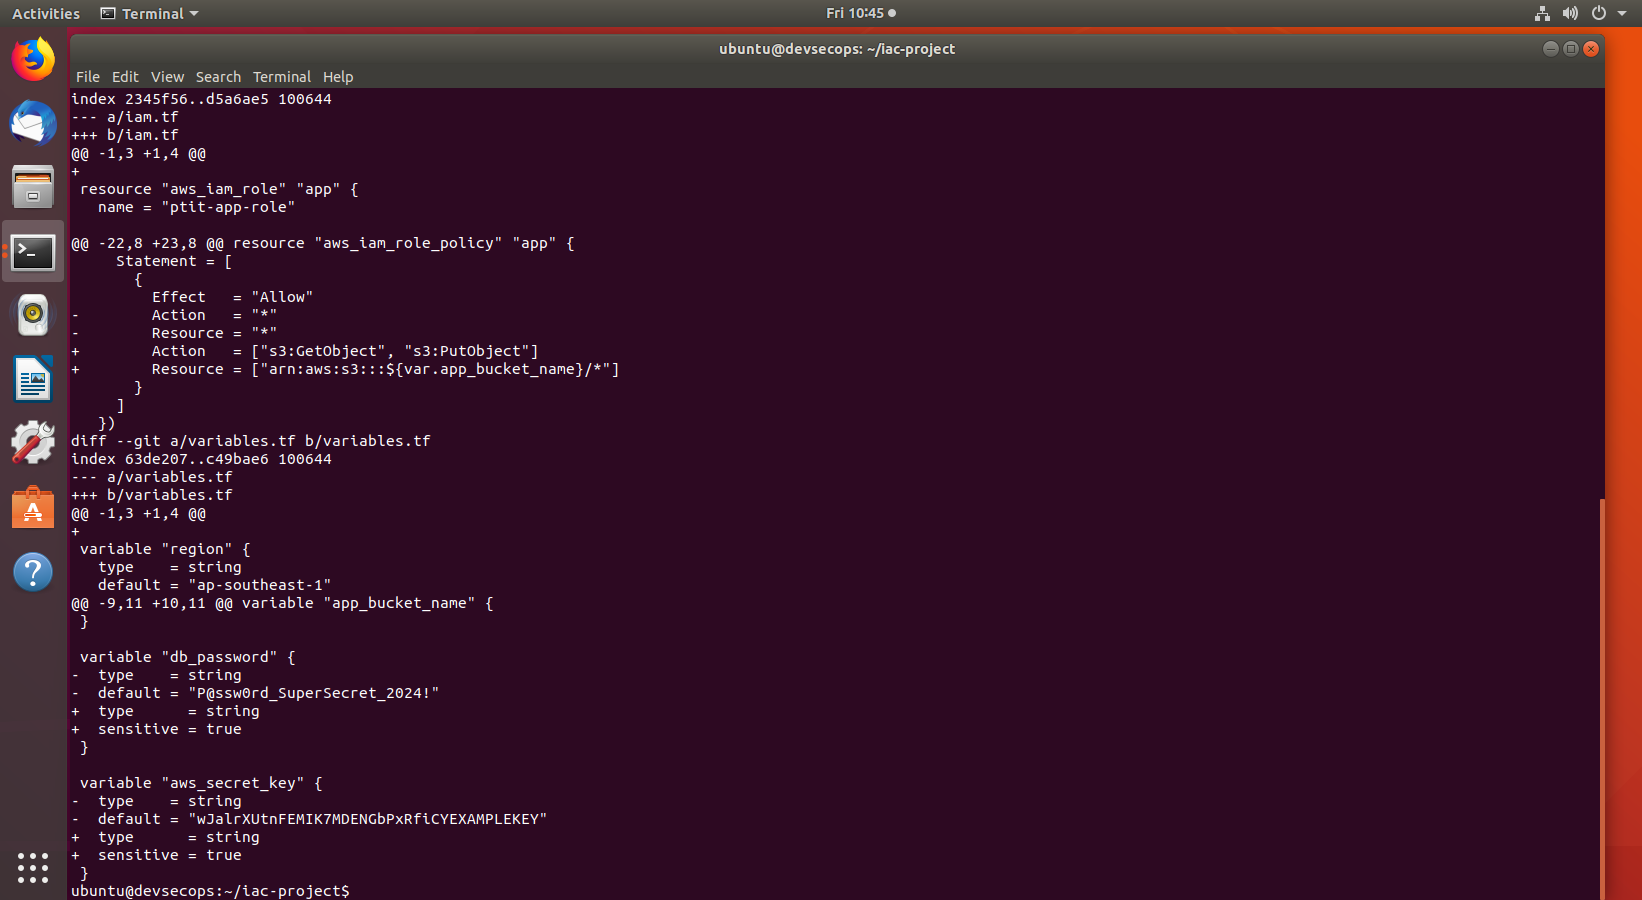 Activities
Terminal
Fri 10:45
ubuntu@devsecops: ~/iac-project
File Edit View Search Terminal Help
index 2345f56..d5a6ae5 100644
--- a/iam.tf
+++ b/iam.tf
@@ -1,3 +1,4 @@
+
 resource "aws_iam_role" "app" {
   name = "ptit-app-role"

@@ -22,8 +23,8 @@ resource "aws_iam_role_policy" "app" {
     Statement = [
       {
         Effect   = "Allow"
-        Action   = "*"
-        Resource = "*"
+        Action   = ["s3:GetObject", "s3:PutObject"]
+        Resource = ["arn:aws:s3:::${var.app_bucket_name}/*"]
       }
     ]
   })
diff --git a/variables.tf b/variables.tf
index 63de207..c49bae6 100644
--- a/variables.tf
+++ b/variables.tf
@@ -1,3 +1,4 @@
+
 variable "region" {
   type    = string
   default = "ap-southeast-1"
@@ -9,11 +10,11 @@ variable "app_bucket_name" {
 }

 variable "db_password" {
-  type    = string
-  default = "P@ssw0rd_SuperSecret_2024!"
+  type      = string
+  sensitive = true
 }

 variable "aws_secret_key" {
-  type    = string
-  default = "wJalrXUtnFEMIK7MDENGbPxRfiCYEXAMPLEKEY"
+  type      = string
+  sensitive = true
 }
ubuntu@devsecops:~/iac-project$